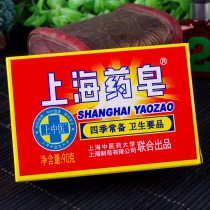 上海药皂®
SHANGHAI YAOZAO
上中医
四季常备 卫生要品
上海中医药大学
上海制皂有限公司
联合出品
净含量:90克